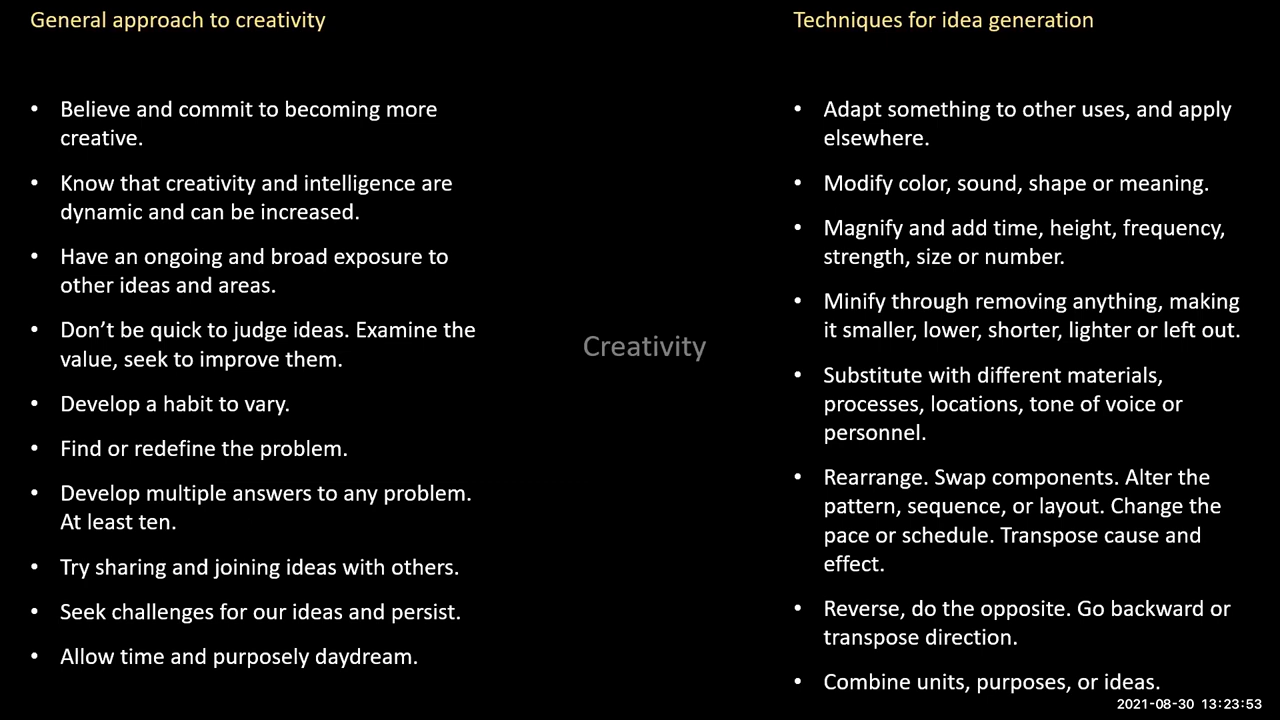 General approach to creativity
• Believe and commit to becoming more
creative.
• Know that creativity and intelligence are
dynamic and can be increased.
• Have an ongoing and broad exposure to
other ideas and areas.
• Don’t be quick to judge ideas. Examine the
value, seek to improve them.
• Develop a habit to vary.
• Find or redefine the problem.
• Develop multiple answers to any problem.
At least ten.
• Try sharing and joining ideas with others.
• Seek challenges for our ideas and persist.
• Allow time and purposely daydream.
Creativity
Techniques for idea generation
• Adapt something to other uses, and apply
elsewhere.
• Modify color, sound, shape or meaning.
• Magnify and add time, height, frequency,
strength, size or number.
• Minify through removing anything, making
it smaller, lower, shorter, lighter or left out.
• Substitute with different materials,
processes, locations, tone of voice or
personnel.
• Rearrange. Swap components. Alter the
pattern, sequence, or layout. Change the
pace or schedule. Transpose cause and
effect.
• Reverse, do the opposite. Go backward or
transpose direction.
• Combine units, purposes, or ideas.
2021-08-30 13:23:53